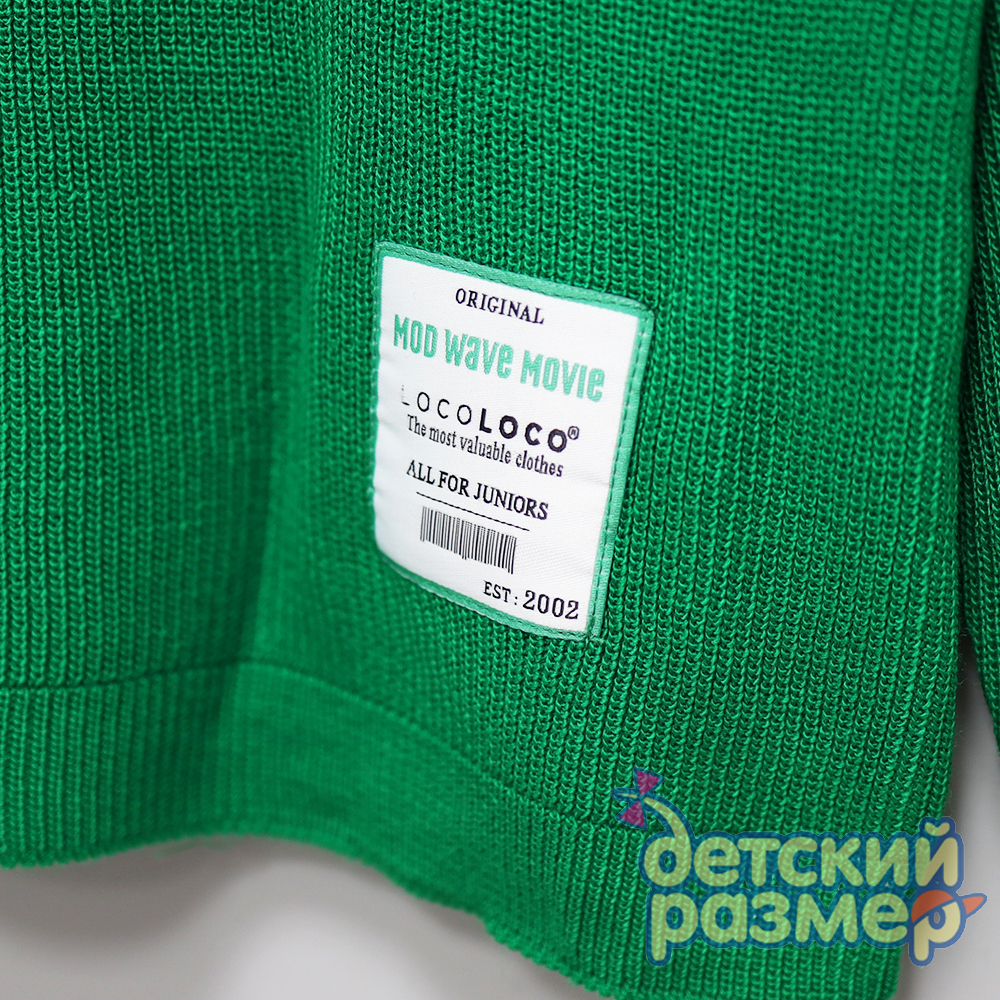 ORIGINAL
MOD WAVE MOVIE
LOCOLOCO®
The most valuable clothes
ALL FOR JUNIORS
EST : 2002
детский
размер